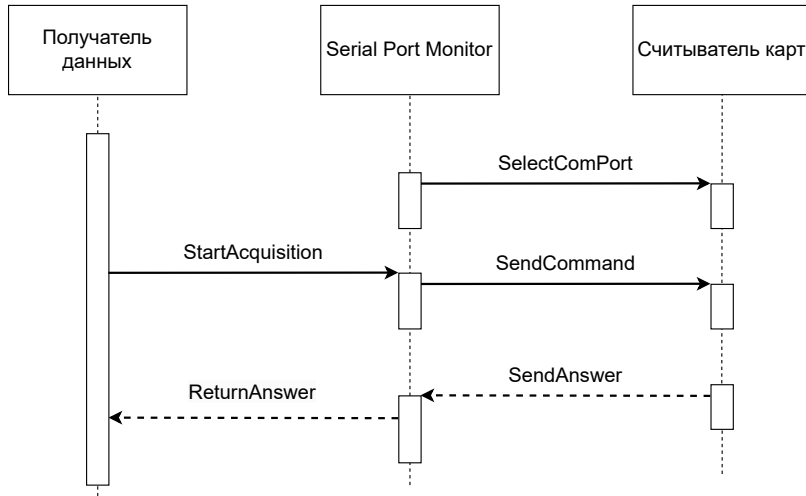 Получатель
данных
Serial Port Monitor
Считыватель карт
SelectComPort
StartAcquisition
SendCommand
SendAnswer
ReturnAnswer